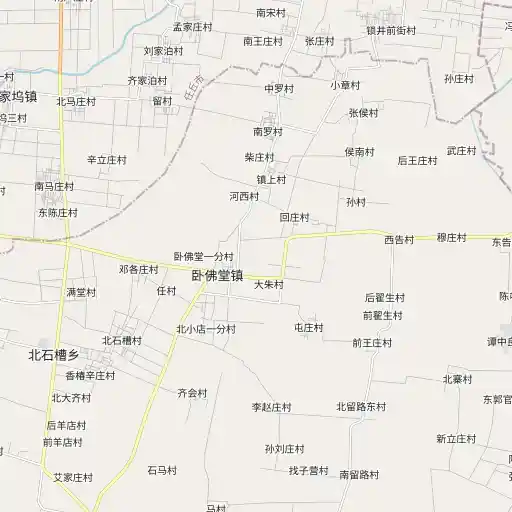 南宋村
孟家庄村
锁井前街村
南王庄村
张庄村
刘家泊村
齐家泊村
孙庄村
小章村
中罗村
家坞镇
北马庄村
留村
任丘市
张侯村
坞三村
南罗村
武庄村
柴庄村
侯南村
后王庄村
辛立庄村
镇上村
南马庄村
河西村
孙村
东陈庄村
回庄村
西告村
穆庄村
东告
卧佛堂一分村
邓各庄村
卧佛堂镇
大朱村
满堂村
任村
后翟生村
前翟生村
北小店一分村
屯庄村
北石槽村
前王庄村
北石槽乡
香椿辛庄村
北寨村
北大齐村
齐会村
东郭官
李赵庄村
北留路东村
后羊店村
前羊店村
新立庄村
孙刘庄村
石马村
找子营村
南留路村
艾家庄村
马村